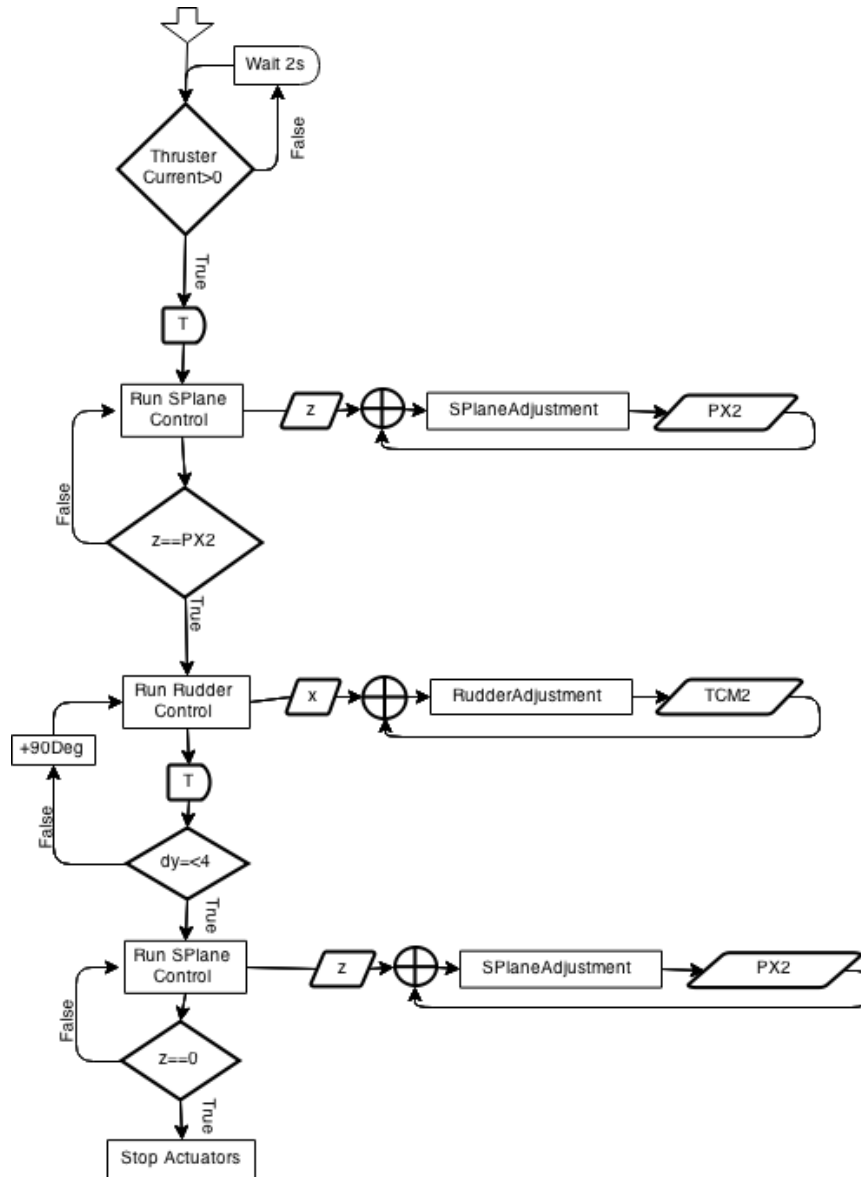 Wait 2s
False
Thruster
Current>0
True
T
Run SPlane
Control
z
SPlaneAdjustment
PX2
False
z==PX2
True
Run Rudder
Control
x
RudderAdjustment
TCM2
+90Deg
T
False
dy=<4
True
Run SPlane
Control
z
SPlaneAdjustment
PX2
False
z==0
True
Stop Actuators